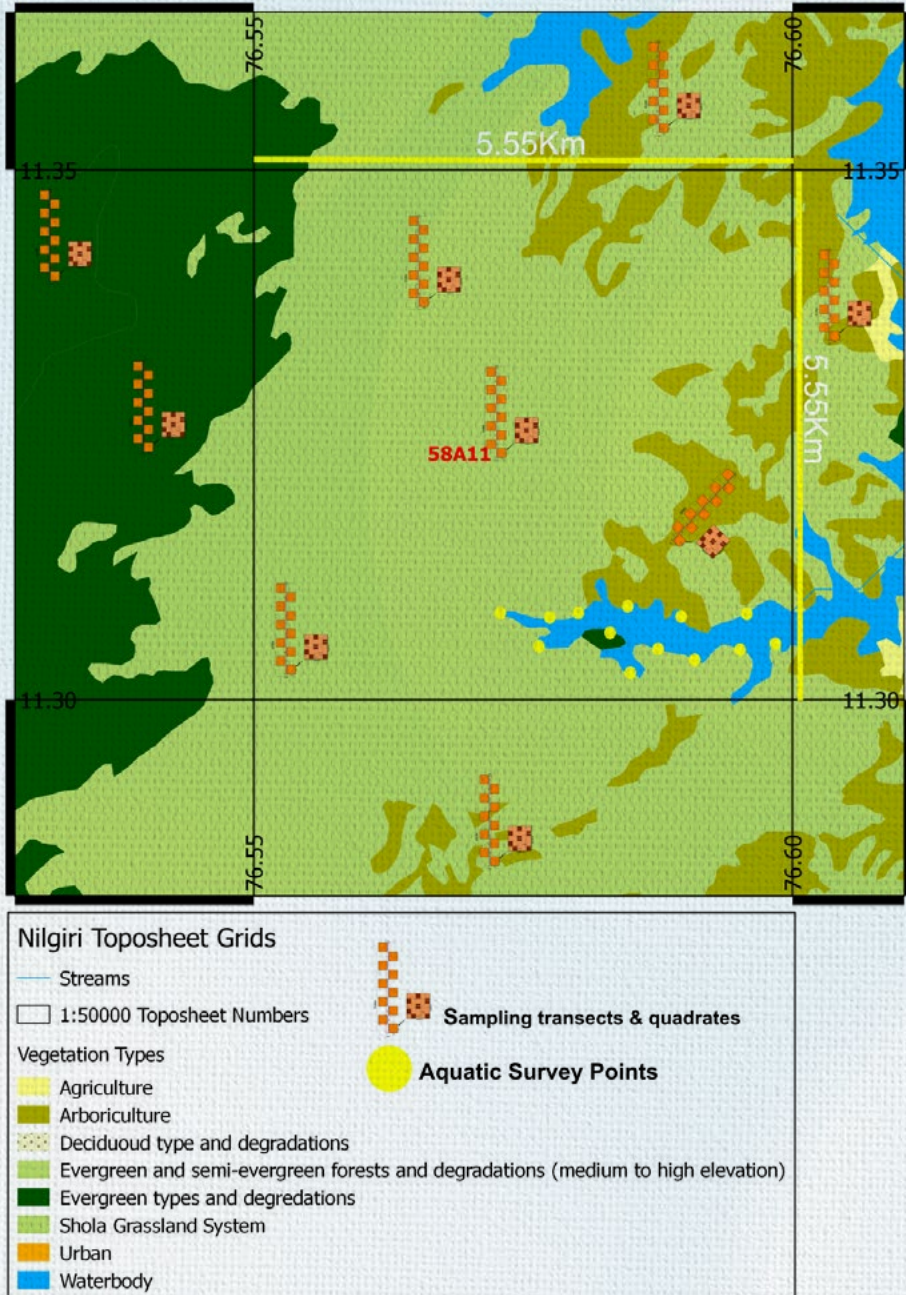 76.55
76.60
5.55Km
11.35
11.35
5.55Km
58A11
11.30
11.30
76.55
76.60
Nilgiri Toposheet Grids
Streams
1:50000 Toposheet Numbers
Sampling transects & quadrates
Vegetation Types
Aquatic Survey Points
Agriculture
Arboriculture
Deciduoud type and degradations
Evergreen and semi-evergreen forests and degradations (medium to high elevation)
Evergreen types and degredations
Shola Grassland System
Urban
Waterbody